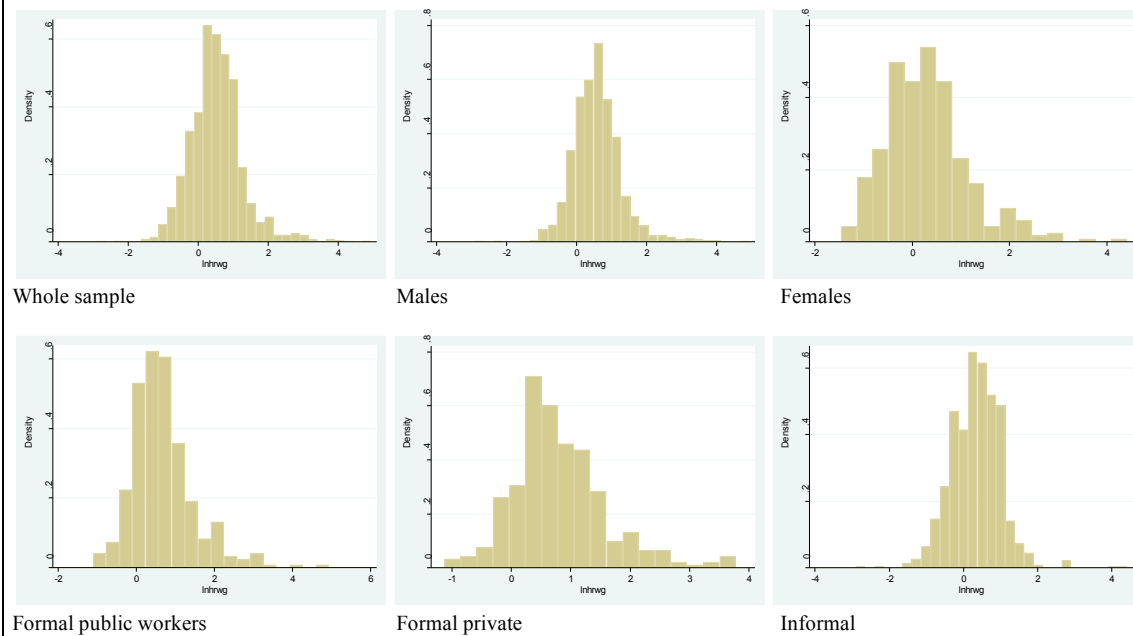 Density
0 .2 .4 .6
-4 -2 0 2 4
lnhrwg
Whole sample
Density
0 .2 .4 .6 .8
-4 -2 0 2 4
lnhrwg
Males
Density
0 .2 .4 .6
-2 0 2 4
lnhrwg
Females
Density
0 .2 .4 .6
-2 0 2 4 6
lnhrwg
Formal public workers
Density
0 .2 .4 .6 .8
-1 0 1 2 3 4
lnhrwg
Formal private
Density
0 .2 .4 .6
-4 -2 0 2 4
lnhrwg
Informal